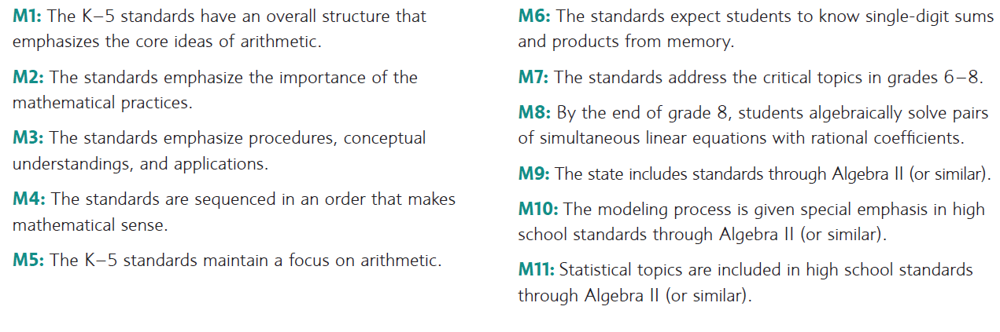 M1: The K–5 standards have an overall structure that
emphasizes the core ideas of arithmetic.
M2: The standards emphasize the importance of the
mathematical practices.
M3: The standards emphasize procedures, conceptual
understandings, and applications.
M4: The standards are sequenced in an order that makes
mathematical sense.
M5: The K–5 standards maintain a focus on arithmetic.
M6: The standards expect students to know single-digit sums
and products from memory.
M7: The standards address the critical topics in grades 6–8.
M8: By the end of grade 8, students algebraically solve pairs
of simultaneous linear equations with rational coefficients.
M9: The state includes standards through Algebra II (or similar).
M10: The modeling process is given special emphasis in high
school standards through Algebra II (or similar).
M11: Statistical topics are included in high school standards
through Algebra II (or similar).